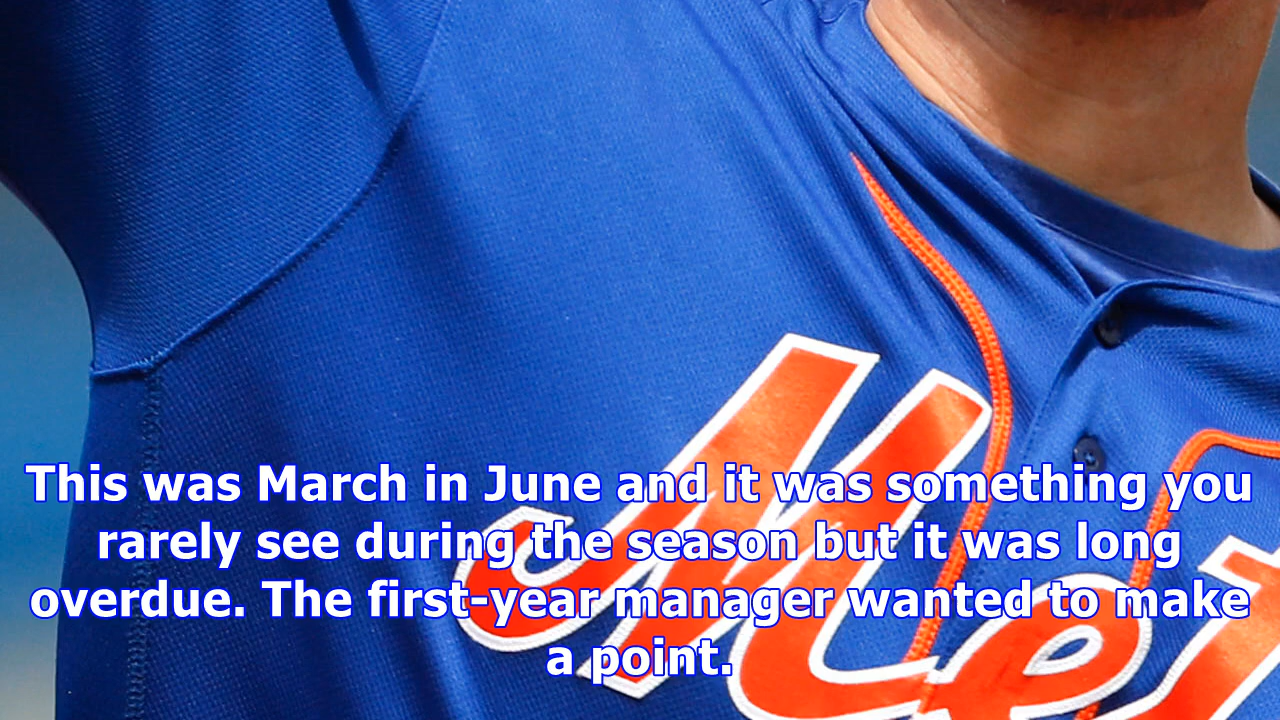 This was March in June and it was something you
rarely see during the season but it was long
overdue. The first-year manager wanted to make
a point.
Met